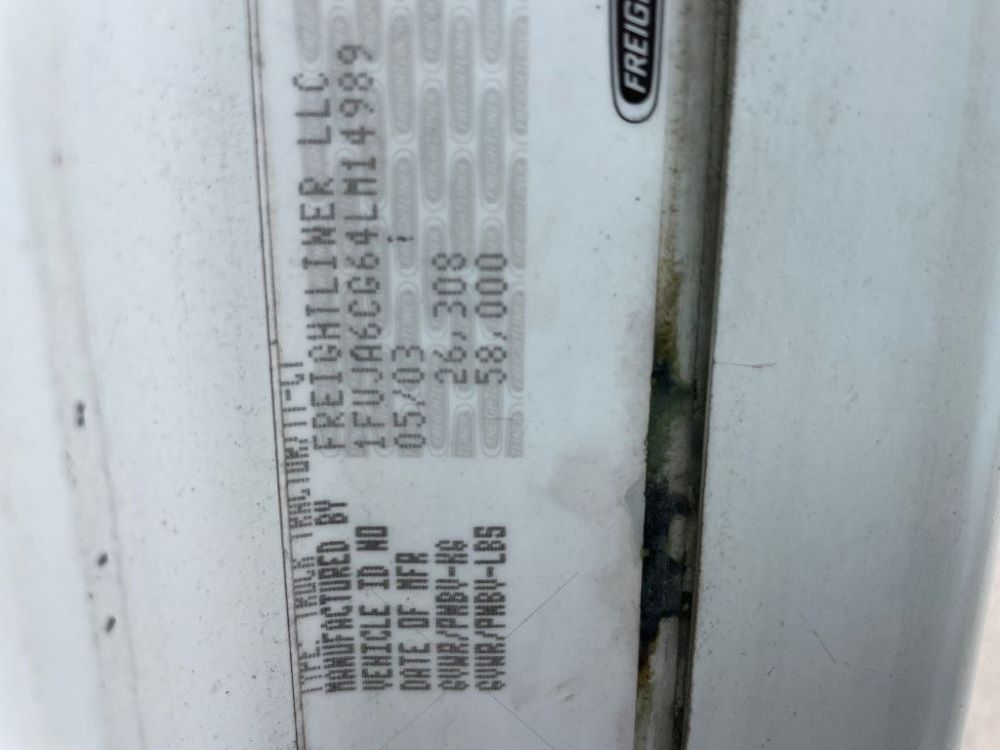 TYPE: TRUCK TRACTOR/TT-CT
MANUFACTURED BY FREIGHTLINER LLC
VEHICLE ID NO 1FUJA6CG64LM14989
DATE OF MFR 05/03
GVWR/PNBV-KG 26,308
GVWR/PNBV-LBS 58,000
FREIG